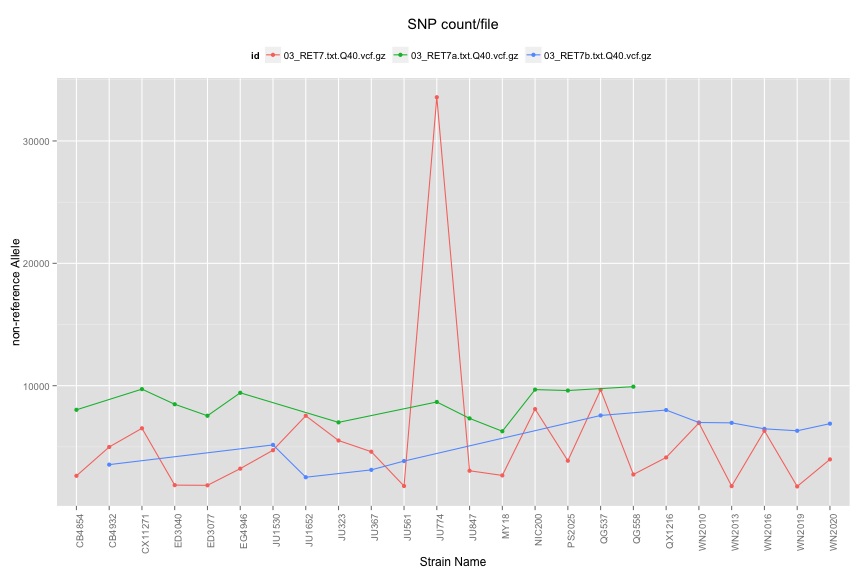 SNP count/file
id 03_RET7.txt.Q40.vcf.gz 03_RET7a.txt.Q40.vcf.gz 03_RET7b.txt.Q40.vcf.gz
non-reference Allele
30000
20000
10000
CB4854 CB4932 CX11271 ED3040 ED3077 EG4946 JU1530 JU1652 JU323 JU367 JU561 JU774 JU847 MY18 NIC200 PS2025 QG537 QG558 QX1216 WN2010 WN2013 WN2016 WN2019 WN2020
Strain Name